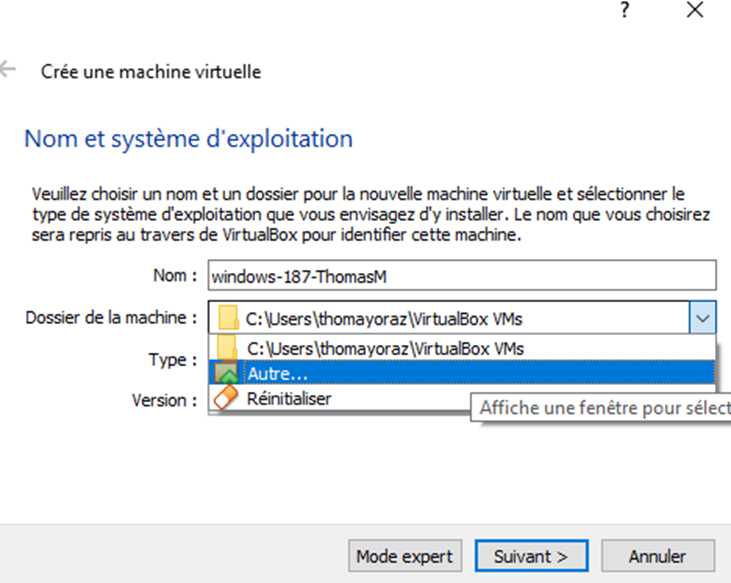 ?
Crée une machine virtuelle
Nom et système d'exploitation
Veuillez choisir un nom et un dossier pour la nouvelle machine virtuelle et sélectionner le
type de système d'exploitation que vous envisagez d'y installer. Le nom que vous choisirez
sera repris au travers de VirtualBox pour identifier cette machine.
Nom : windows-187-ThomasM
Dossier de la machine : C:\Users\thomayoraz\VirtualBox VMs
C:\Users\thomayoraz\VirtualBox VMs
Type : Autre...
Version : Réinitialiser
Affiche une fenêtre pour sélect
Mode expert Suivant > Annuler